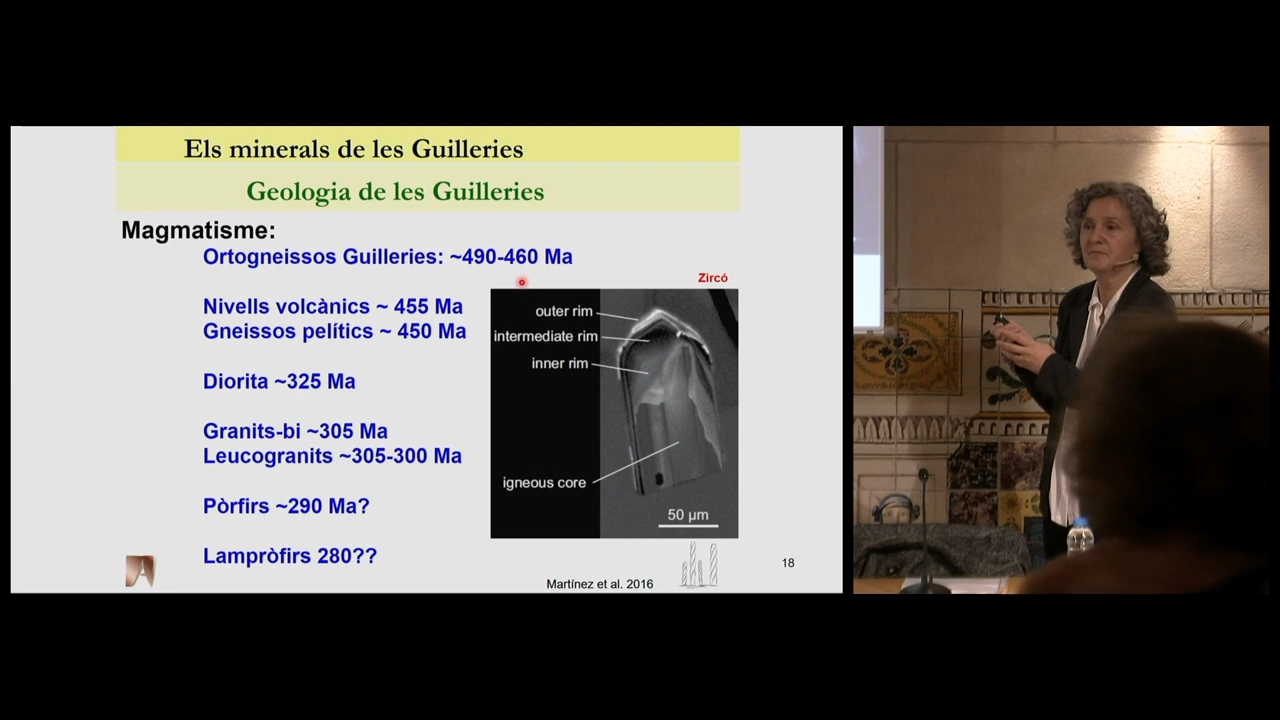 Els minerals de les Guilleries
Geologia de les Guilleries
Magmatisme:
Ortogneissos Guilleries: ~490-460 Ma
Nivells volcànics ~ 455 Ma
Gneissos pelítics ~ 450 Ma
Diorita ~325 Ma
Granits-bi ~305 Ma
Leucogranits ~305-300 Ma
Pòrfirs ~290 Ma?
Lampròfirs 280??
Zircó
outer rim
intermediate rim
inner rim
igneous core
50 µm
Martínez et al. 2016
18